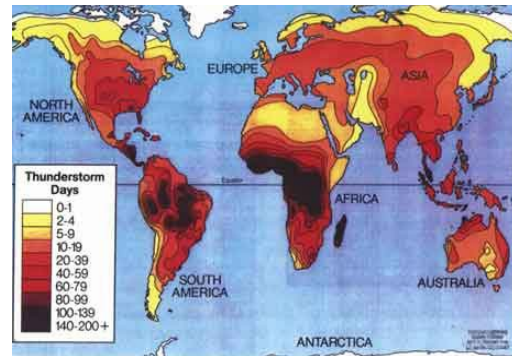 EUROPE
ASIA
NORTH
AMERICA
Thunderstorm
Days
0-1
2-4
5-9
10-19
20-39
40-59
60-79
80-99
100-139
140-200+
Equator
AFRICA
SOUTH
AMERICA
AUSTRALIA
ANTARCTICA